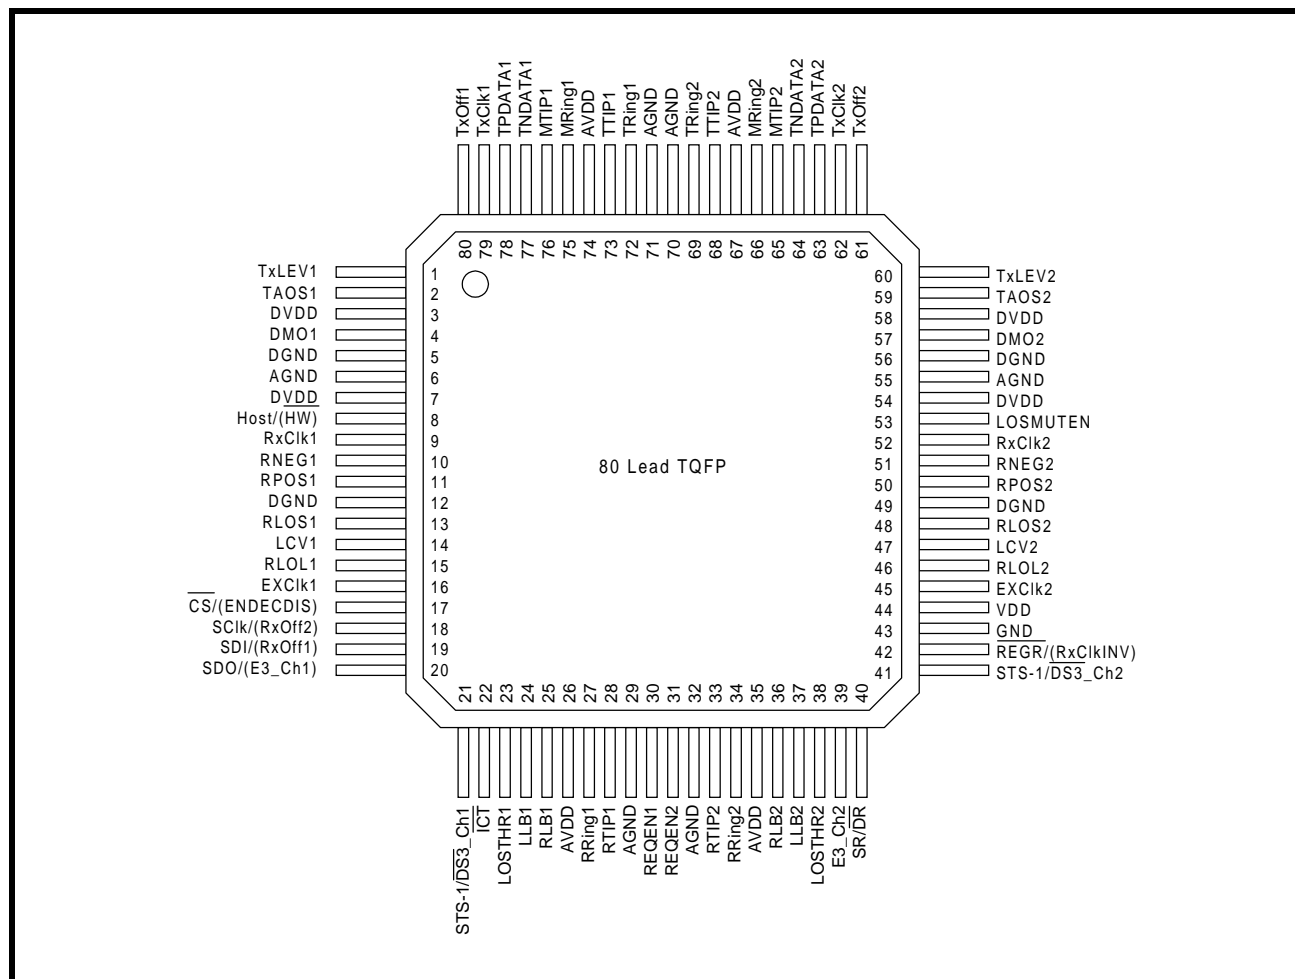 TxOff1
TxClk1
TPDATA1
TNDATA1
MTIP1
MRing1
AVDD
TTIP1
TRing1
AGND
AGND
TRing2
TTIP2
AVDD
MRing2
MTIP2
TNDATA2
TPDATA2
TxClk2
TxOff2
80 79 78 77 76 75 74 73 72 71 70 69 68 67 66 65 64 63 62 61
TxLEV1 1
TAOS1 2
DVDD 3
DMO1 4
DGND 5
AGND 6
DVDD 7
Host/(HW) 8
RxClk1 9
RNEG1 10
RPOS1 11
DGND 12
RLOS1 13
LCV1 14
RLOL1 15
EXClk1 16
CS/(ENDECDIS) 17
SClk/(RxOff2) 18
SDI/(RxOff1) 19
SDO/(E3_Ch1) 20
80 Lead TQFP
60 TxLEV2
59 TAOS2
58 DVDD
57 DMO2
56 DGND
55 AGND
54 DVDD
53 LOSMUTEN
52 RxClk2
51 RNEG2
50 RPOS2
49 DGND
48 RLOS2
47 LCV2
46 RLOL2
45 EXClk2
44 VDD
43 GND
42 REGR/(RxClkINV)
41 STS-1/DS3_Ch2
21 22 23 24 25 26 27 28 29 30 31 32 33 34 35 36 37 38 39 40
STS-1/DS3_Ch1
ICT
LOSTHR1
LLB1
RLB1
AVDD
RRing1
RTIP1
AGND
REQEN1
REQEN2
AGND
RTIP2
RRing2
AVDD
RLB2
LLB2
LOSTHR2
E3_Ch2
SR/DR